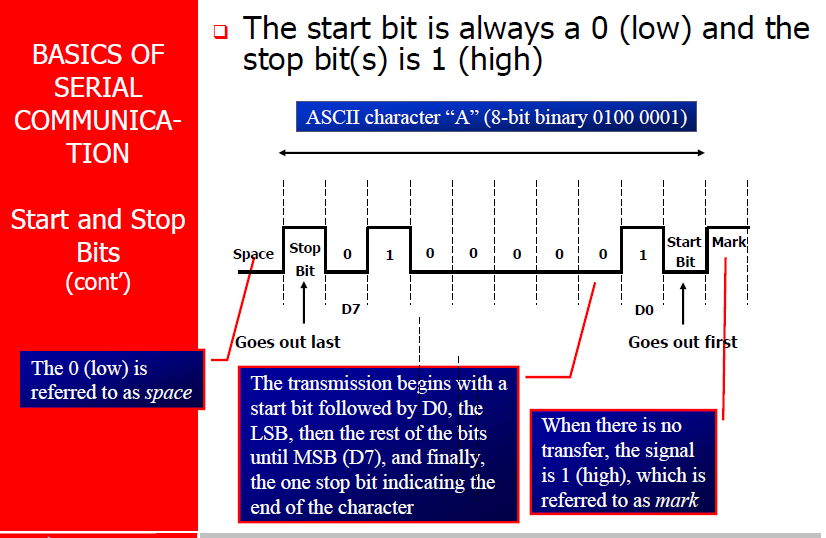 BASICS OF
SERIAL
COMMUNICA-
TION
Start and Stop
Bits
(cont’)
❑ The start bit is always a 0 (low) and the
stop bit(s) is 1 (high)
ASCII character “A” (8-bit binary 0100 0001)
Space Stop Bit 0 1 0 0 0 0 0 1 Start Bit Mark
D7 D0
Goes out last Goes out first
The 0 (low) is
referred to as space
The transmission begins with a
start bit followed by D0, the
LSB, then the rest of the bits
until MSB (D7), and finally,
the one stop bit indicating the
end of the character
When there is no
transfer, the signal
is 1 (high), which is
referred to as mark